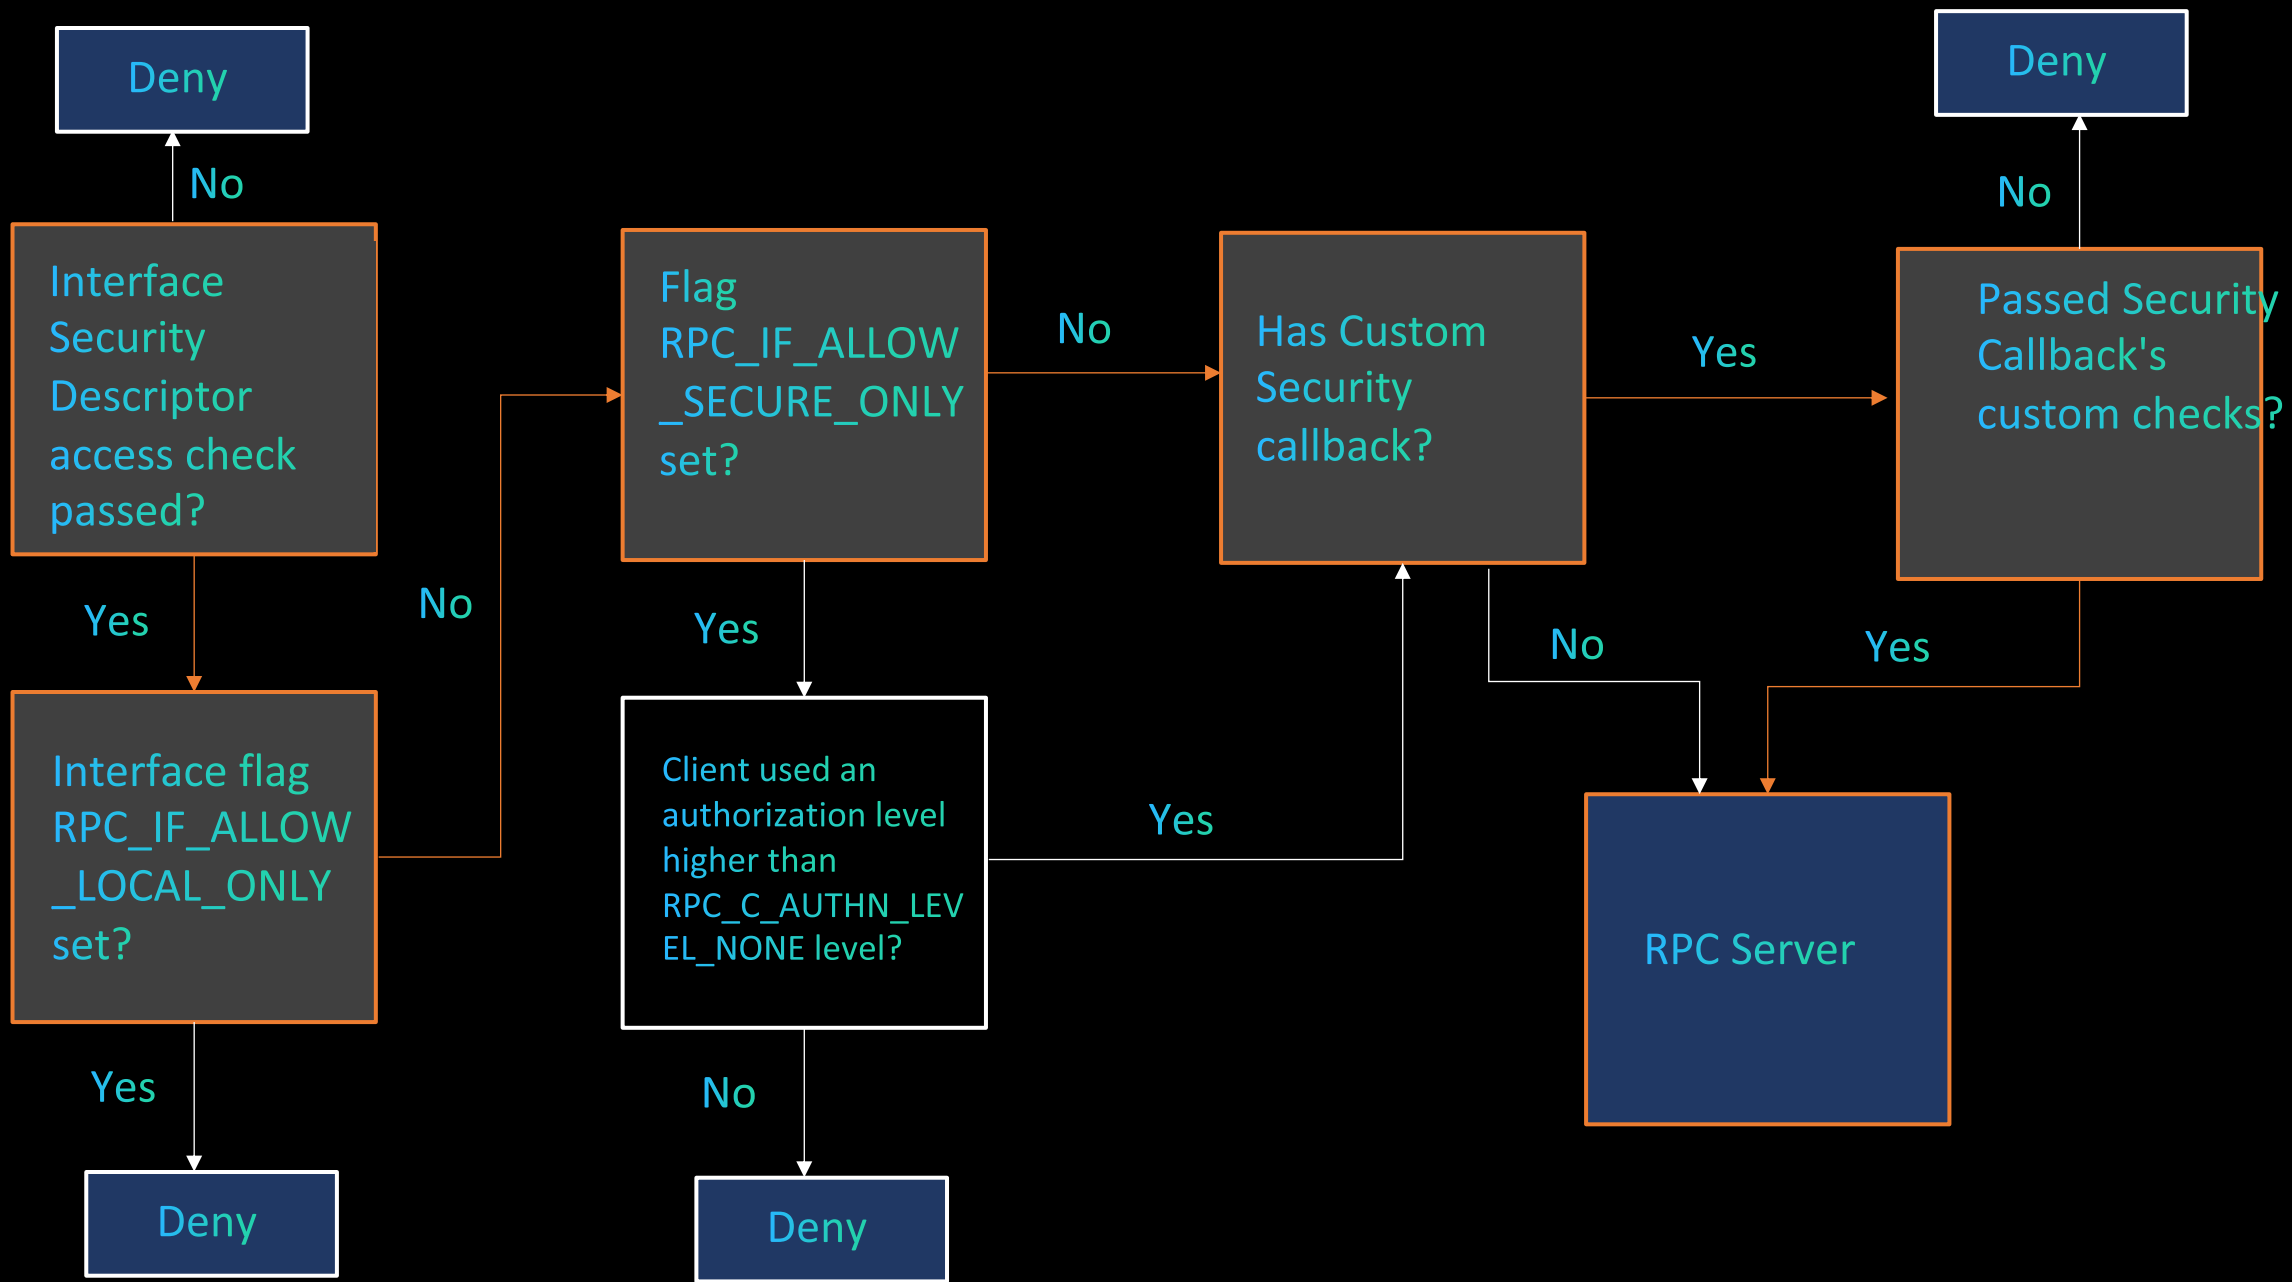 Deny
No
Interface
Security
Descriptor
access check
passed?
Yes
Interface flag
RPC_IF_ALLOW
_LOCAL_ONLY
set?
Yes
Deny
No
Flag
RPC_IF_ALLOW
_SECURE_ONLY
set?
Yes
Client used an
authorization level
higher than
RPC_C_AUTHN_LEV
EL_NONE level?
No
Deny
No
Yes
Has Custom
Security
callback?
No
Yes
Deny
No
Passed Security
Callback's
custom checks?
Yes
RPC Server